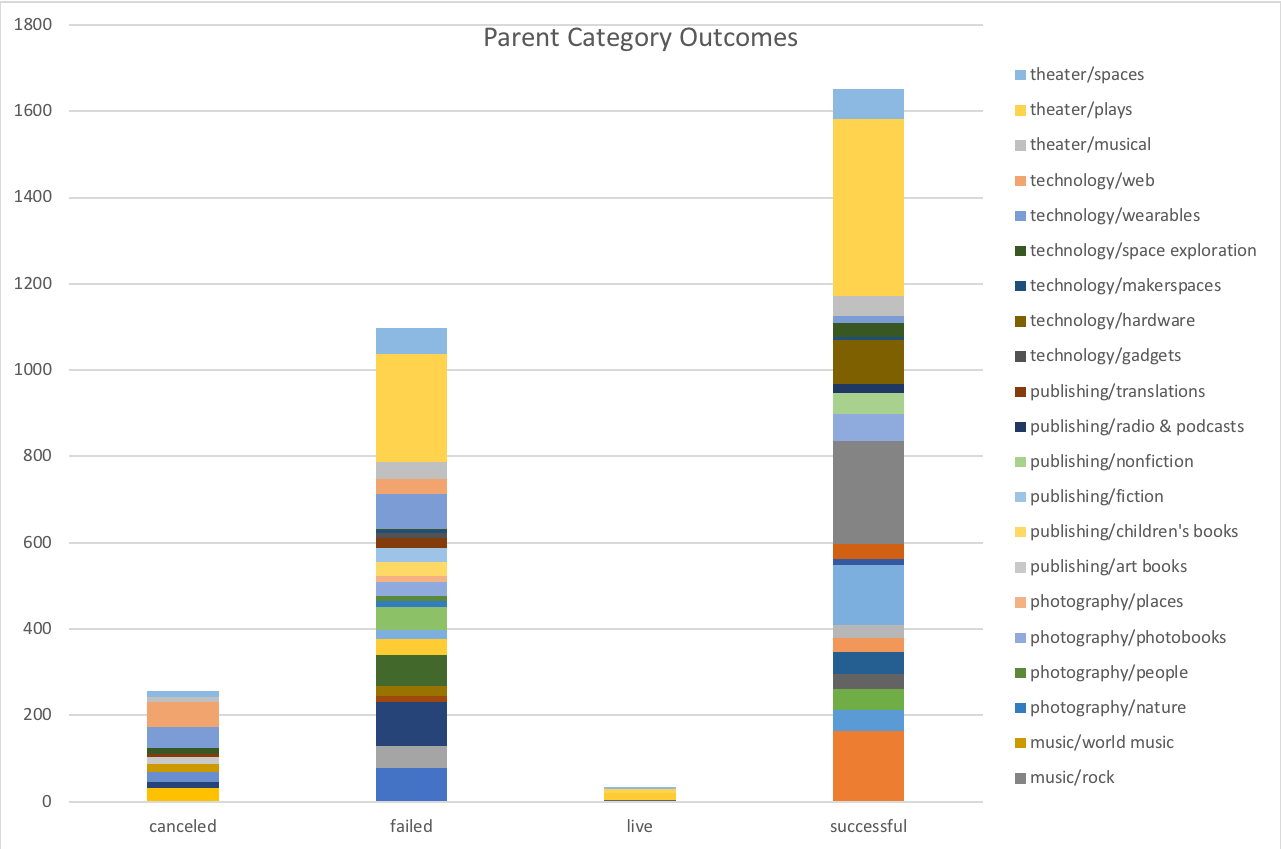 Parent Category Outcomes
1800
1600
1400
1200
1000
800
600
400
200
0
canceled
failed
live
successful
theater/spaces
theater/plays
theater/musical
technology/web
technology/wearables
technology/space exploration
technology/makerspaces
technology/hardware
technology/gadgets
publishing/translations
publishing/radio & podcasts
publishing/nonfiction
publishing/fiction
publishing/children's books
publishing/art books
photography/places
photography/photobooks
photography/people
photography/nature
music/world music
music/rock